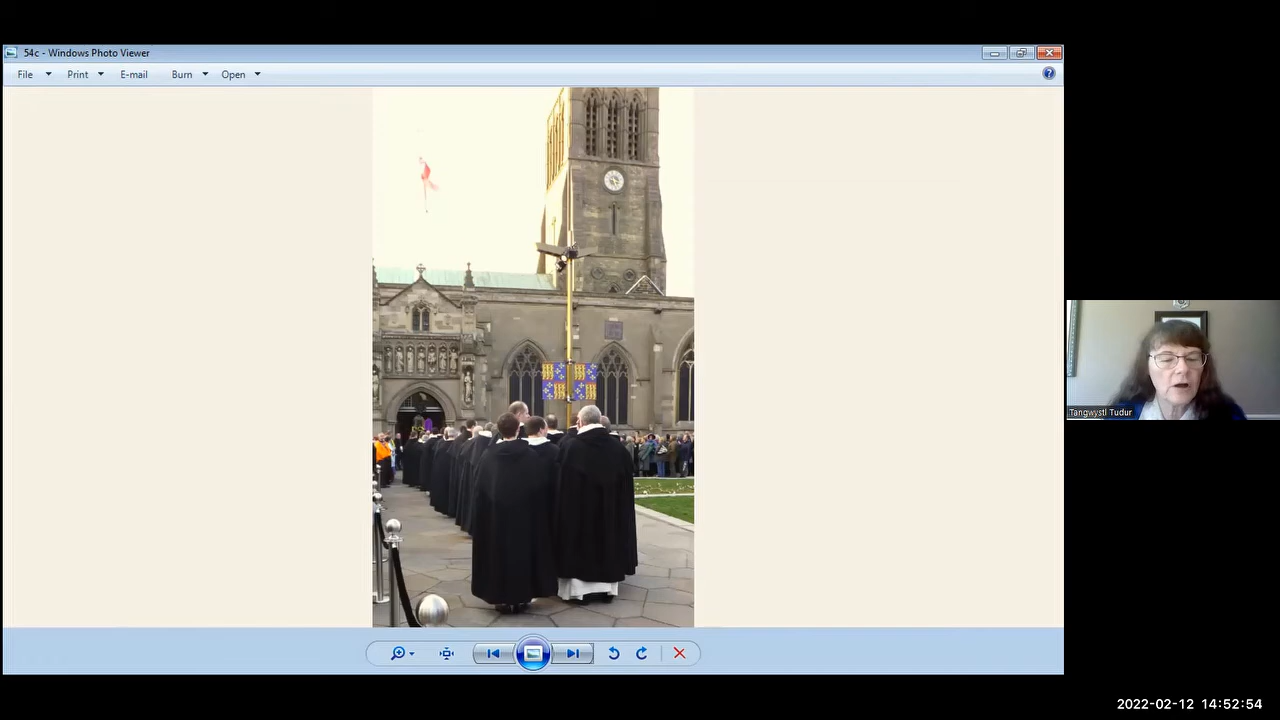 54c - Windows Photo Viewer
File Print E-mail Burn Open
Tangwystl Tudur
2022-02-12 14:52:54